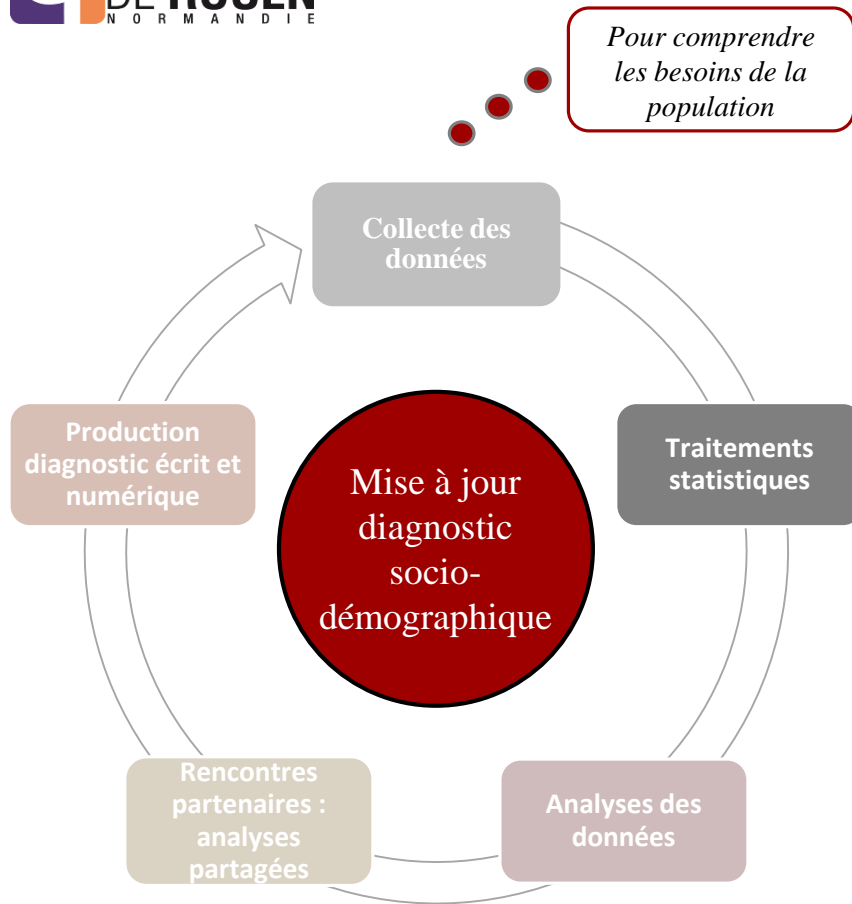 DE ROUEN
NORMANDIE
Pour comprendre
les besoins de la
population
Collecte des
données
Traitements
statistiques
Analyses des
données
Rencontres
partenaires :
analyses
partagées
Production
diagnostic écrit et
numérique
Mise à jour
diagnostic
socio-
démographique